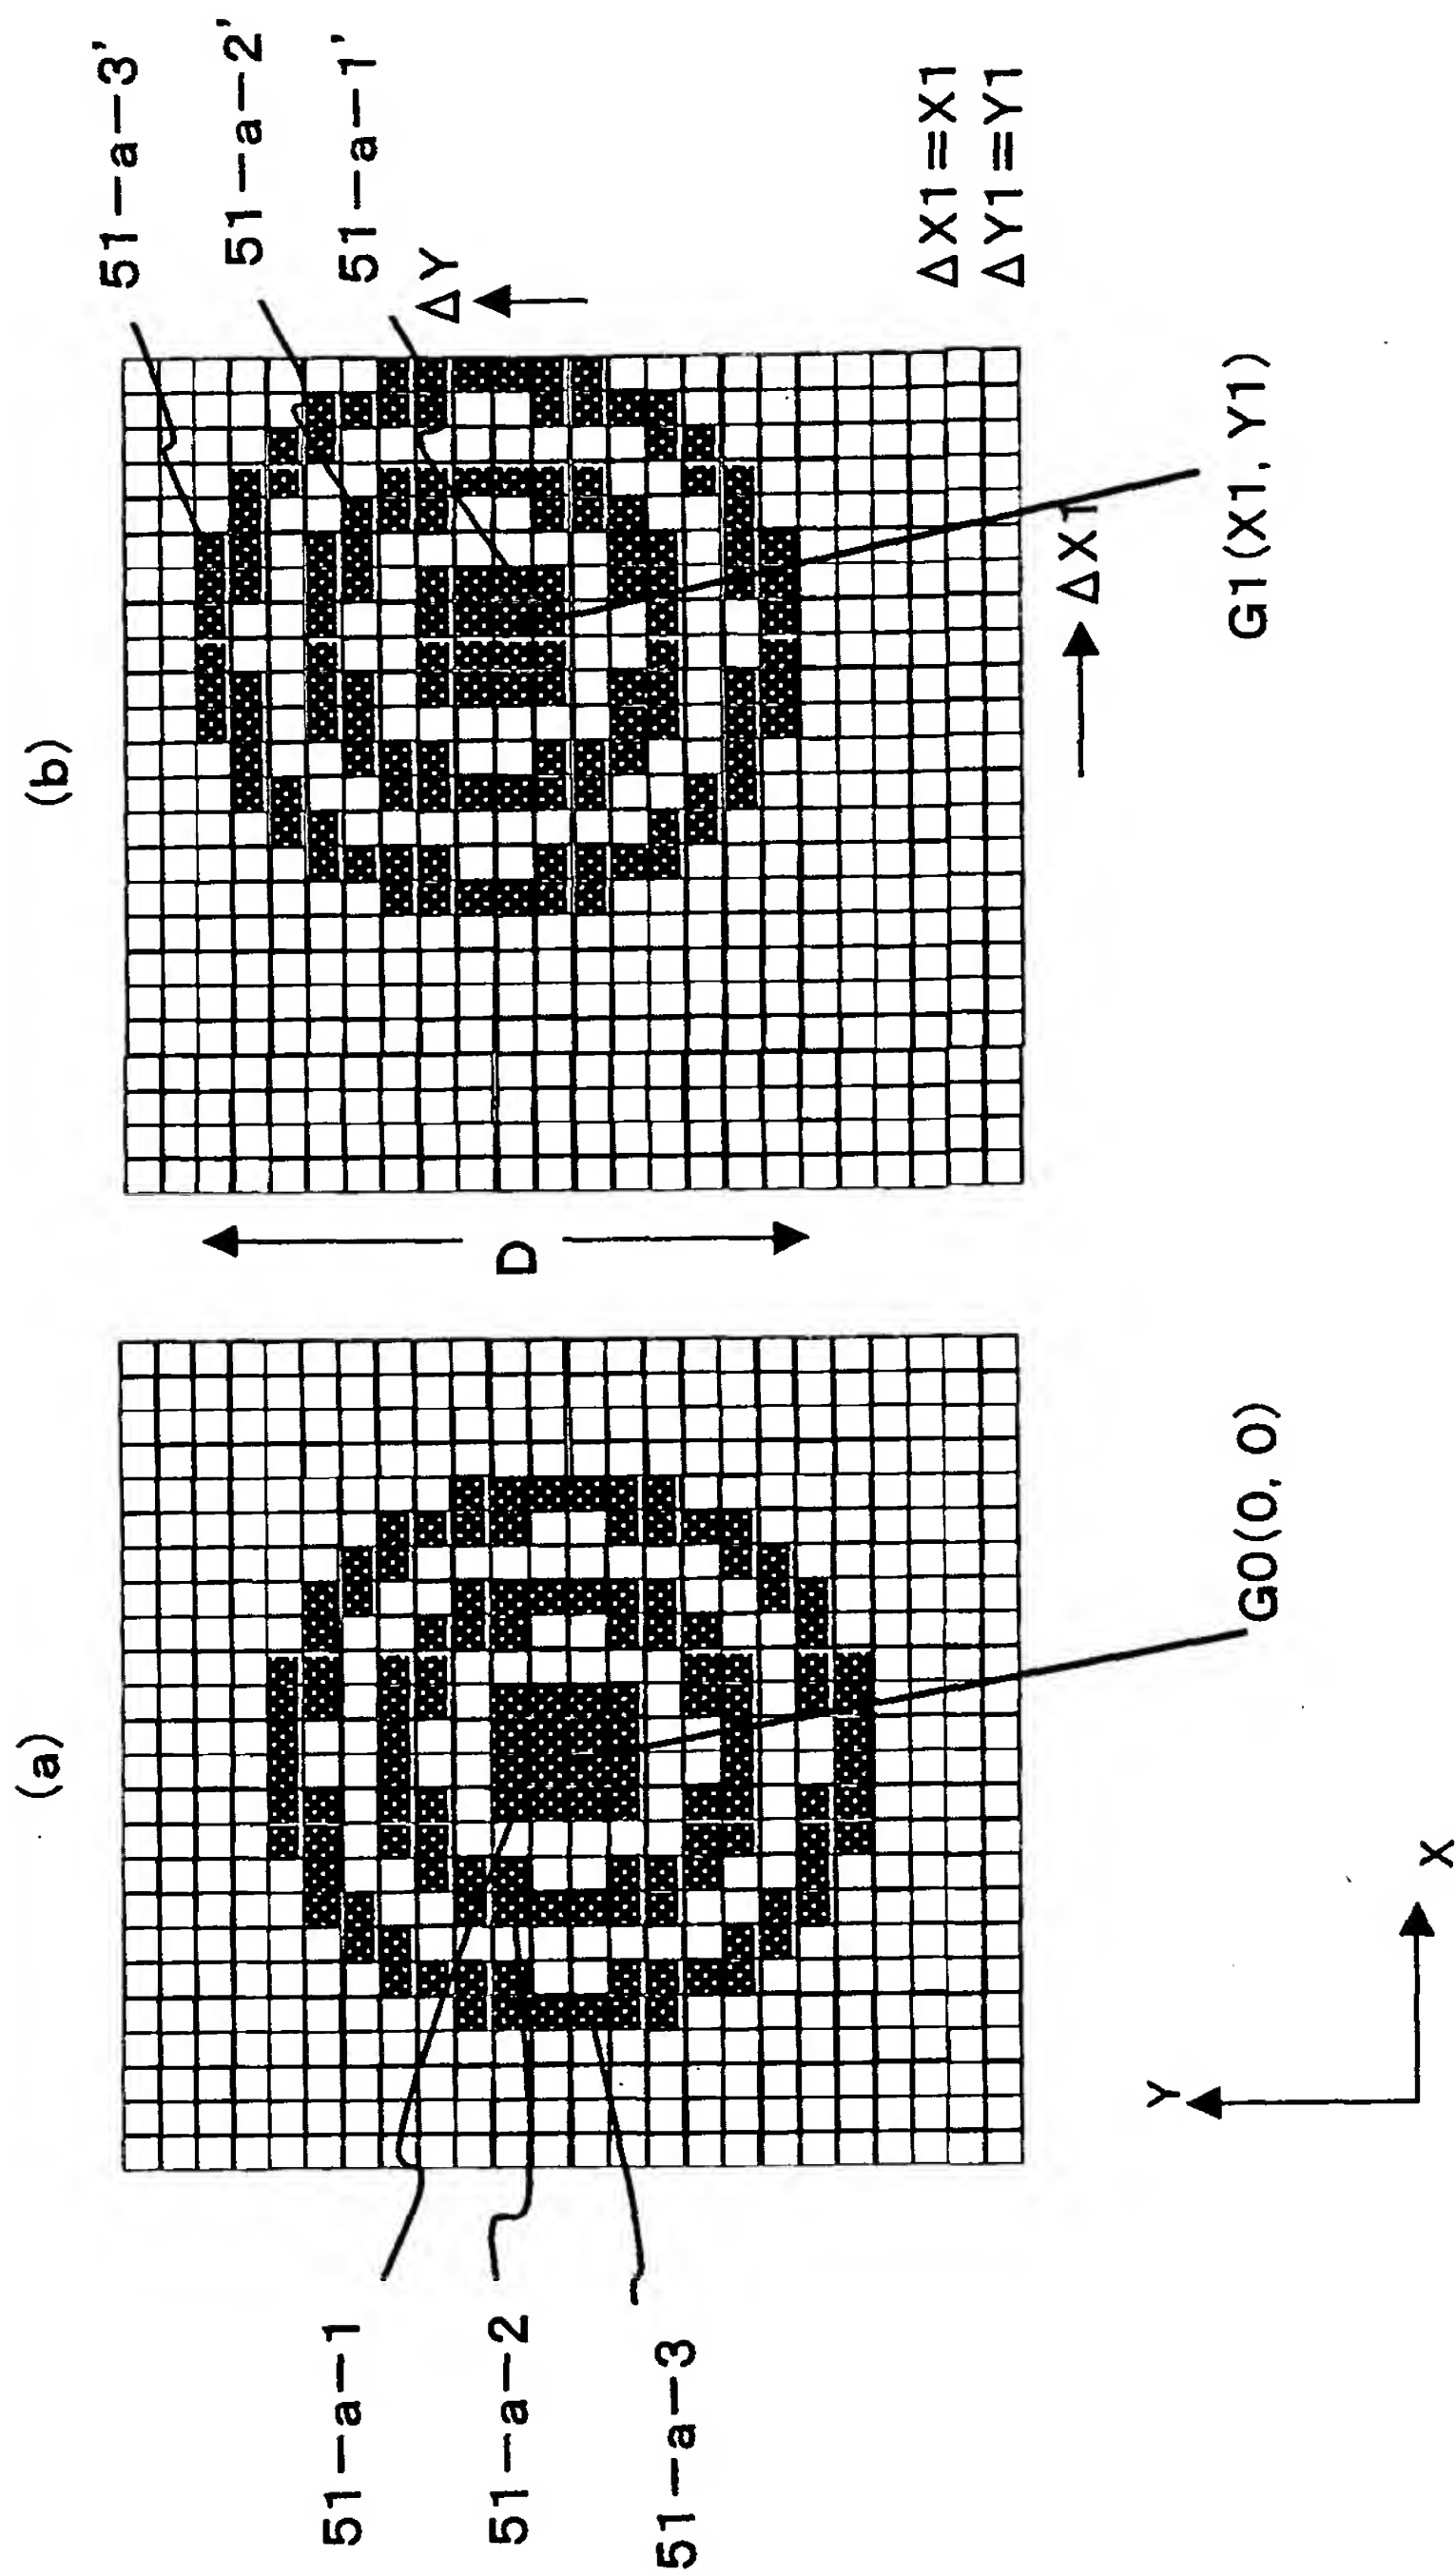 (a)
51-a-1
51-a-2
51-a-3
G0(0, 0)
Y
X
(b)
51-a-3'
51-a-2'
51-a-1'
ΔY
D
ΔX1
G1(X1, Y1)
ΔX1=X1
ΔY1=Y1